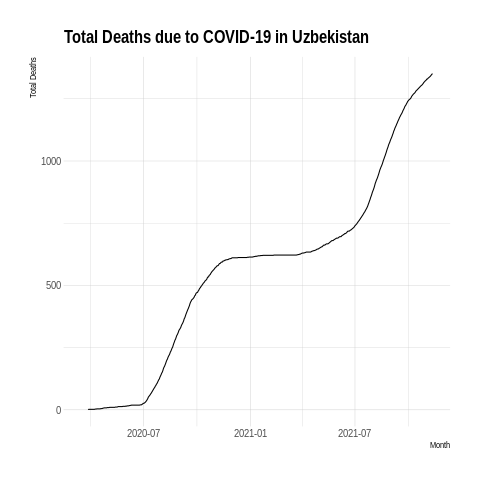 Total Deaths due to COVID-19 in Uzbekistan
Total Deaths
1000
500
0
2020-07
2021-01
2021-07
Month